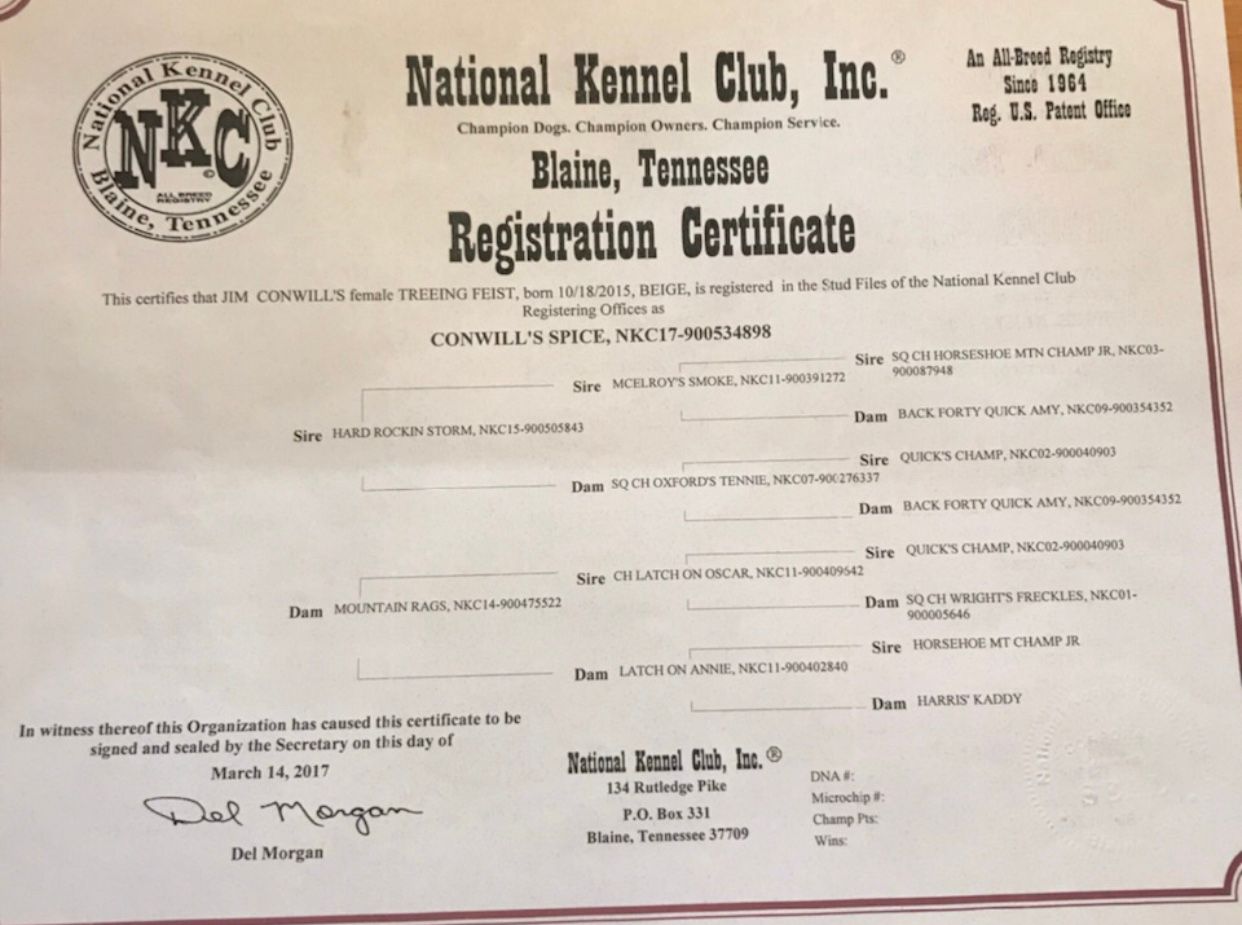 National Kennel Club
NKC
©
ALL BREED
REGISTRY
Blaine, Tennessee
National Kennel Club, Inc.®
Champion Dogs. Champion Owners. Champion Service.
An All-Breed Registry
Since 1964
Reg. U.S. Patent Office
Blaine, Tennessee
Registration Certificate
This certifies that JIM CONWILL'S female TREEING FEIST, born 10/18/2015, BEIGE, is registered in the Stud Files of the National Kennel Club
Registering Offices as
CONWILL'S SPICE, NKC17-900534898
Sire SQ CH HORSESHOE MTN CHAMP JR, NKC03-
900087948
Sire MCELROY'S SMOKE, NKC11-900391272
Dam BACK FORTY QUICK AMY, NKC09-900354352
Sire HARD ROCKIN STORM, NKC15-900505843
Sire QUICK'S CHAMP, NKC02-900040903
Dam SQ CH OXFORD'S TENNIE, NKC07-900276337
Dam BACK FORTY QUICK AMY, NKC09-900354352
Sire QUICK'S CHAMP, NKC02-900040903
Sire CH LATCH ON OSCAR, NKC11-900409642
Dam SQ CH WRIGHT'S FRECKLES, NKC01-
900005646
Dam MOUNTAIN RAGS, NKC14-900475522
Sire HORSEHOE MT CHAMP JR
Dam LATCH ON ANNIE, NKC11-900402840
Dam HARRIS' KADDY
In witness thereof this Organization has caused this certificate to be
signed and sealed by the Secretary on this day of
March 14, 2017
Del Morgan
Del Morgan
National Kennel Club, Inc.®
134 Rutledge Pike
P.O. Box 331
Blaine, Tennessee 37709
DNA #:
Microchip #:
Champ Pts:
Wins: